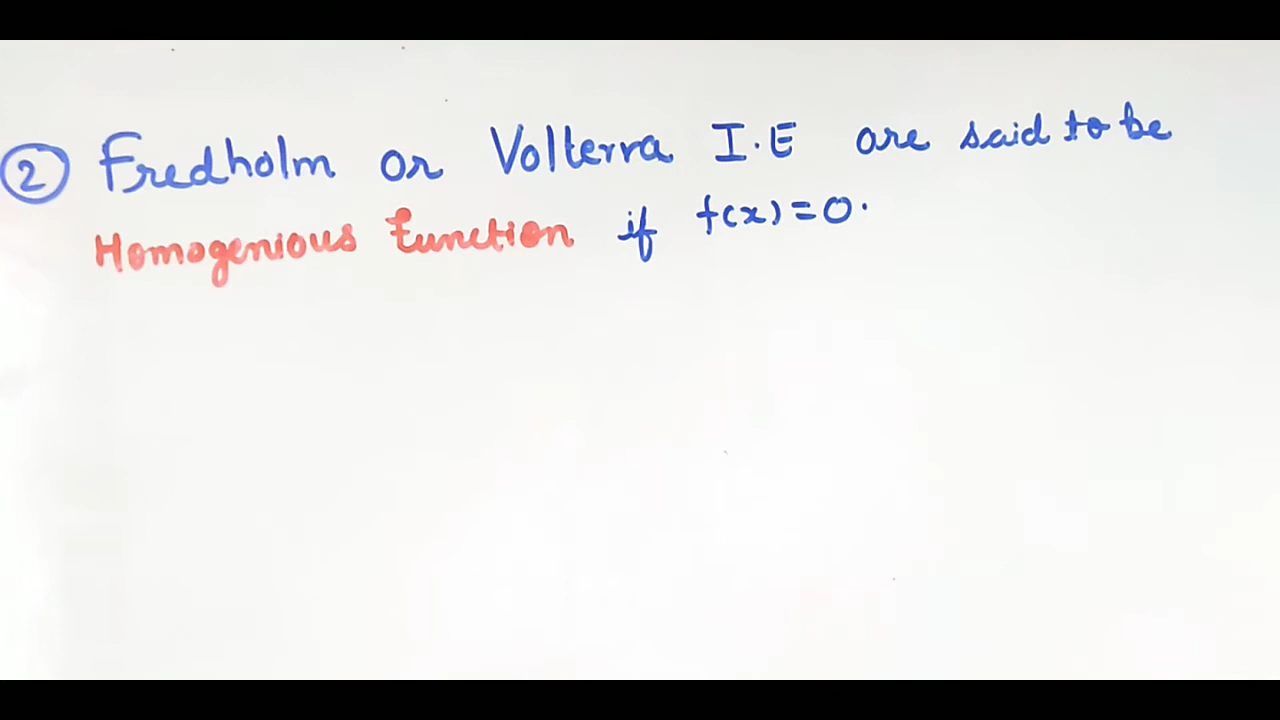 ② Fredholm or Volterra I.E are said to be
Homogenious Function if f(x)=0.